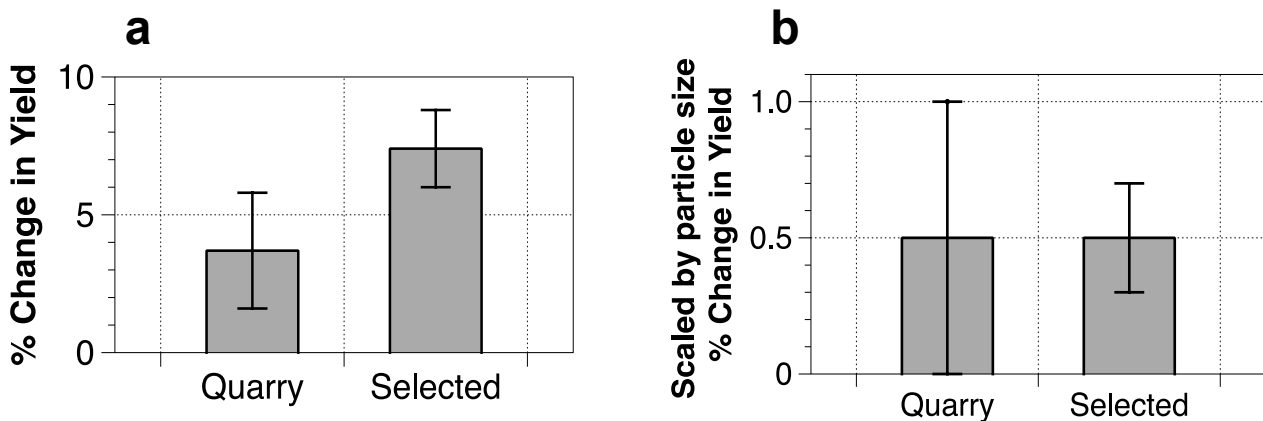 a
% Change in Yield
10
5
0
Quarry Selected
b
Scaled by particle size
% Change in Yield
1.0
0.5
0
Quarry Selected